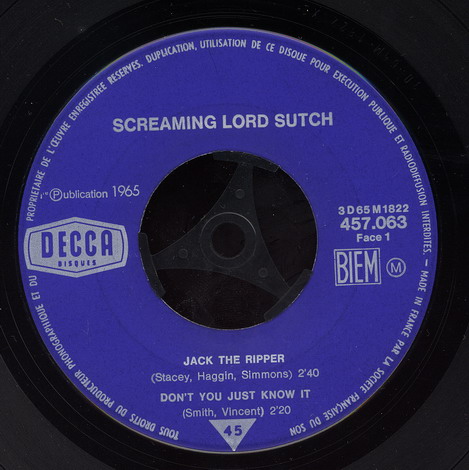 TOUS DROITS DU PRODUCTEUR PHONOGRAPHIQUE ET DU PROPRIETAIRE DE L'ŒUVRE ENREGISTREE RESERVES. DUPLICATION, UTILISATION DE CE DISQUE POUR EXECUTION PUBLIQUE ET RADIODIFFUSION INTERDITES. - MADE IN FRANCE PAR LA SOCIETE FRANÇAISE DU SON
SCREAMING LORD SUTCH
1re Ⓟublication 1965
DECCA
DISQUES
3 D 65 M 1822
457.063
Face 1
BIEM
M
JACK THE RIPPER
(Stacey, Haggin, Simmons) 2'40
DON'T YOU JUST KNOW IT
(Smith, Vincent) 2'20
45